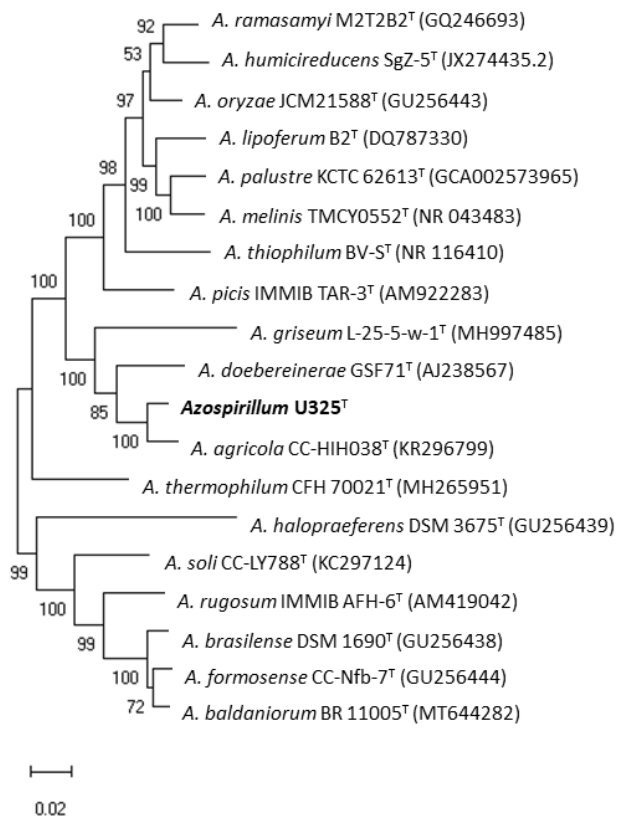 92
A. ramasamyi M2T2B2ᵀ (GQ246693)
53
A. humicireducens SgZ-5ᵀ (JX274435.2)
97
A. oryzae JCM21588ᵀ (GU256443)
A. lipoferum B2ᵀ (DQ787330)
98
99
A. palustre KCTC 62613ᵀ (GCA002573965)
100
A. melinis TMCY0552ᵀ (NR 043483)
100
A. thiophilum BV-Sᵀ (NR 116410)
100
A. picis IMMIB TAR-3ᵀ (AM922283)
A. griseum L-25-5-w-1ᵀ (MH997485)
100
A. doebereinerae GSF71ᵀ (AJ238567)
85
Azospirillum U325ᵀ
100
A. agricola CC-HIH038ᵀ (KR296799)
A. thermophilum CFH 70021ᵀ (MH265951)
A. halopraeferens DSM 3675ᵀ (GU256439)
99
A. soli CC-LY788ᵀ (KC297124)
100
A. rugosum IMMIB AFH-6ᵀ (AM419042)
99
A. brasilense DSM 1690ᵀ (GU256438)
100
A. formosense CC-Nfb-7ᵀ (GU256444)
72
A. baldaniorum BR 11005ᵀ (MT644282)
0.02